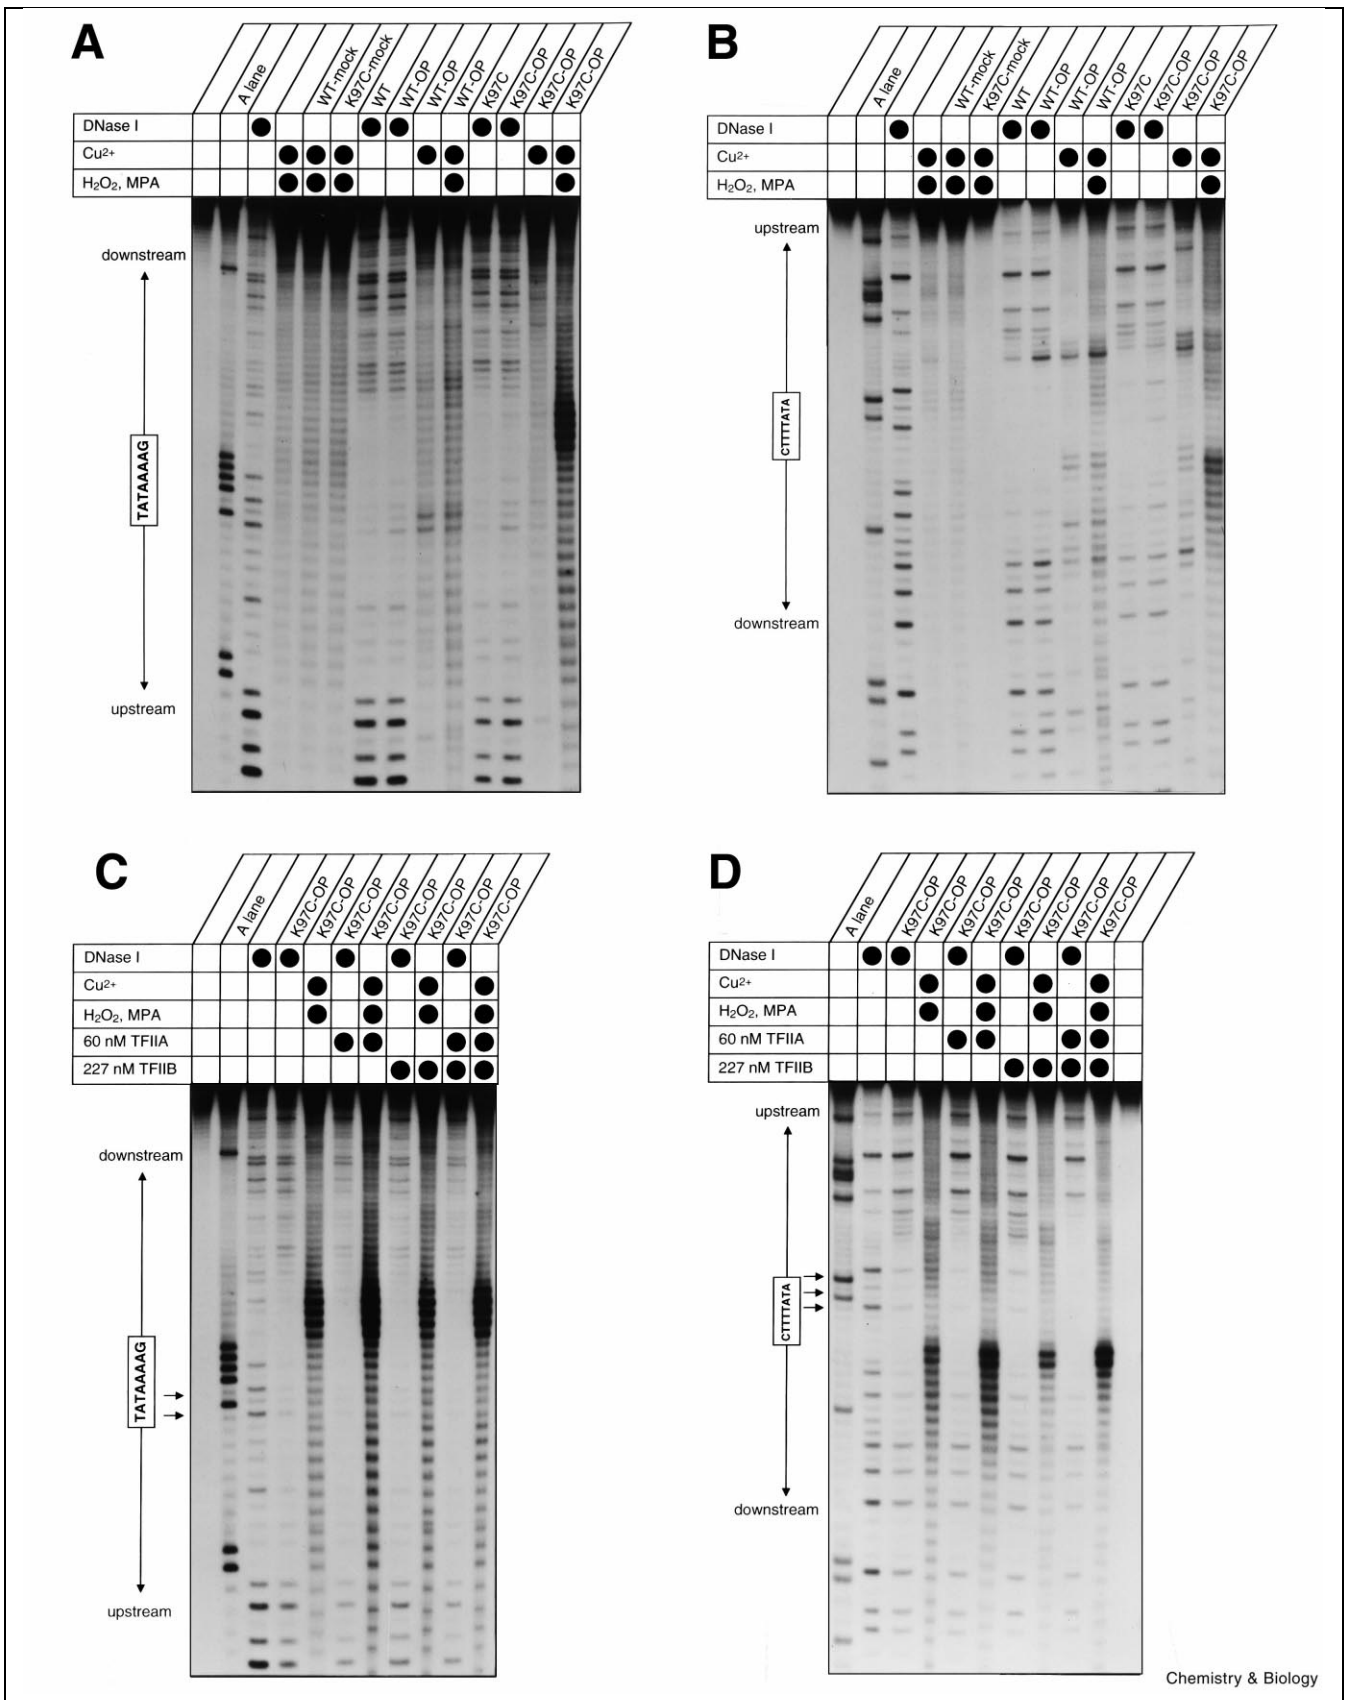 A
A lane
WT-mock
K97C-mock
WT
WT-OP
WT-OP
WT-OP
K97C
K97C-OP
K97C-OP
K97C-OP
DNase I
Cu2+
H2O2, MPA
downstream
TATAAAAG
upstream
B
A lane
WT-mock
K97C-mock
WT
WT-OP
WT-OP
WT-OP
K97C
K97C-OP
K97C-OP
K97C-OP
DNase I
Cu2+
H2O2, MPA
upstream
CTTTTATA
downstream
C
A lane
K97C-OP
K97C-OP
K97C-OP
K97C-OP
K97C-OP
K97C-OP
K97C-OP
K97C-OP
DNase I
Cu2+
H2O2, MPA
60 nM TFIIA
227 nM TFIIB
downstream
TATAAAAG
upstream
D
A lane
K97C-OP
K97C-OP
K97C-OP
K97C-OP
K97C-OP
K97C-OP
K97C-OP
K97C-OP
DNase I
Cu2+
H2O2, MPA
60 nM TFIIA
227 nM TFIIB
upstream
CTTTTATA
downstream
Chemistry & Biology